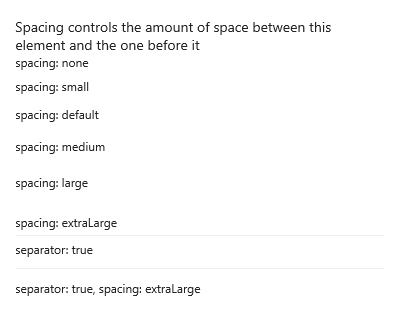 Spacing controls the amount of space between this
element and the one before it
spacing: none
spacing: small
spacing: default
spacing: medium
spacing: large
spacing: extraLarge
separator: true
separator: true, spacing: extraLarge